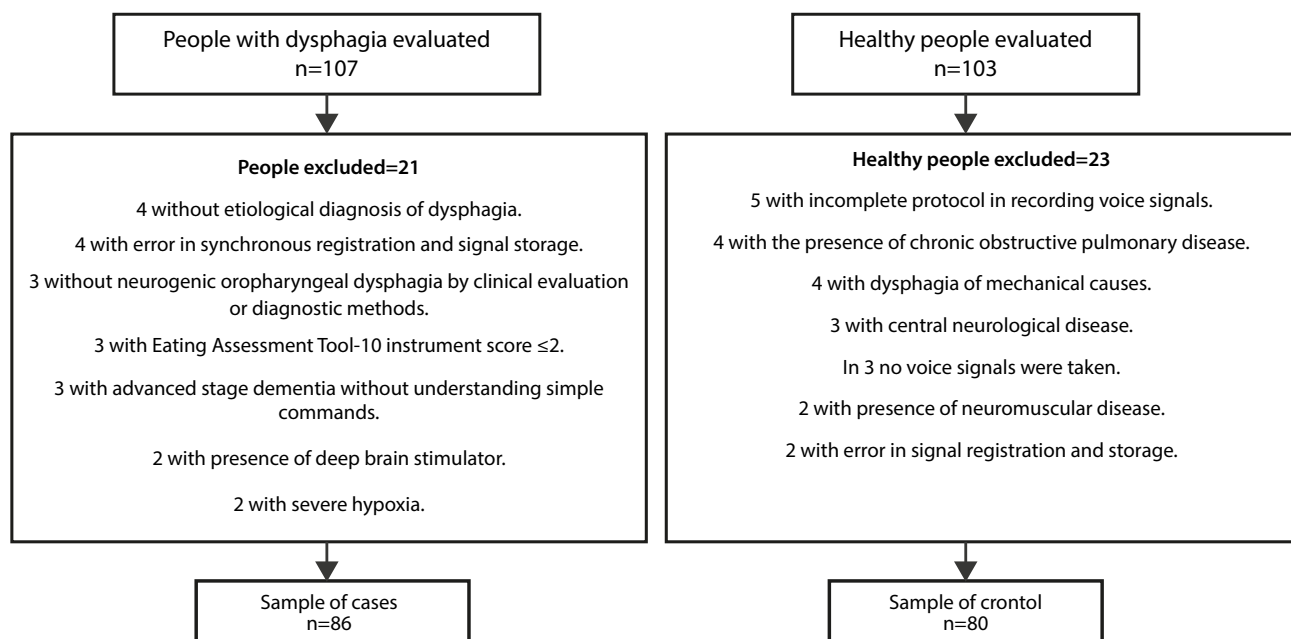 People with dysphagia evaluated
n=107
People excluded=21
4 without etiological diagnosis of dysphagia.
4 with error in synchronous registration and signal storage.
3 without neurogenic oropharyngeal dysphagia by clinical evaluation
or diagnostic methods.
3 with Eating Assessment Tool-10 instrument score ≤2.
3 with advanced stage dementia without understanding simple
commands.
2 with presence of deep brain stimulator.
2 with severe hypoxia.
Sample of cases
n=86
Healthy people evaluated
n=103
Healthy people excluded=23
5 with incomplete protocol in recording voice signals.
4 with the presence of chronic obstructive pulmonary disease.
4 with dysphagia of mechanical causes.
3 with central neurological disease.
In 3 no voice signals were taken.
2 with presence of neuromuscular disease.
2 with error in signal registration and storage.
Sample of crontol
n=80